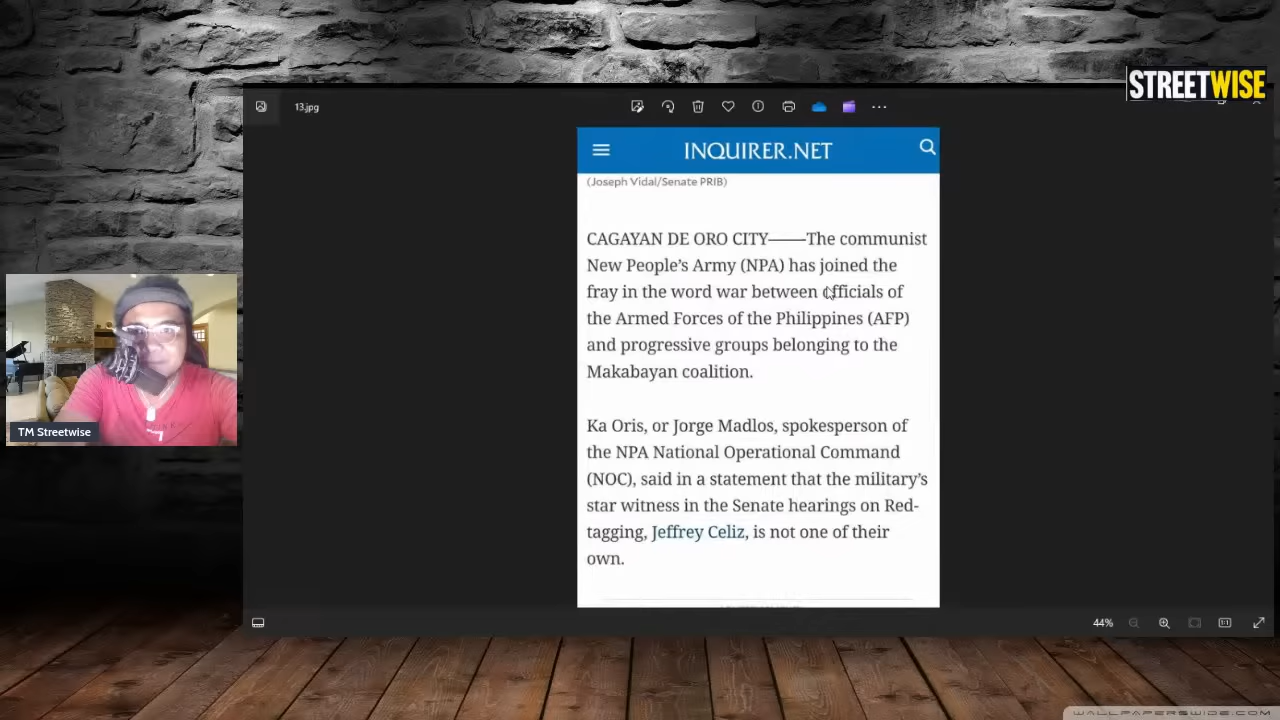 STREETWISE
13.jpg
INQUIRER.NET
(Joseph Vidal/Senate PRIB)
CAGAYAN DE ORO CITY——The communist
New People's Army (NPA) has joined the
fray in the word war between officials of
the Armed Forces of the Philippines (AFP)
and progressive groups belonging to the
Makabayan coalition.
Ka Oris, or Jorge Madlos, spokesperson of
the NPA National Operational Command
(NOC), said in a statement that the military's
star witness in the Senate hearings on Red-
tagging, Jeffrey Celiz, is not one of their
own.
TM Streetwise
44%
WALLPAPERSWIDE.COM